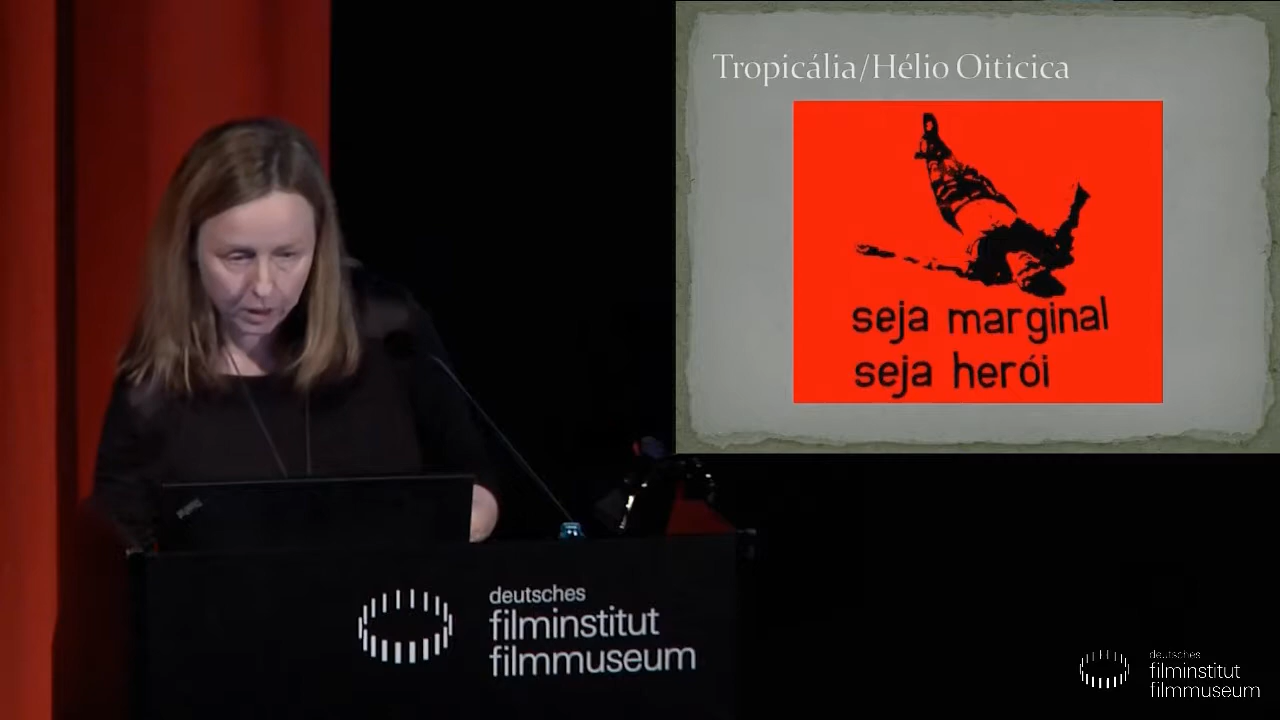 Tropicália/Hélio Oiticica
seja marginal
seja herói
deutsches
filminstitut
filmmuseum
deutsches
filminstitut
filmmuseum